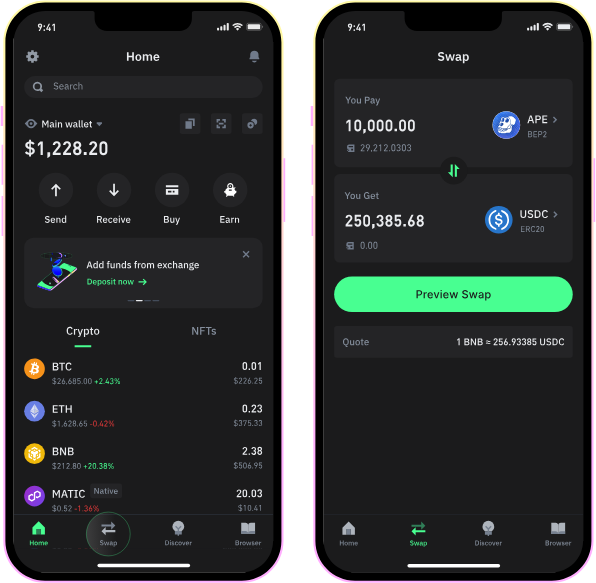 9:41
Home
Search
Main wallet
$1,228.20
Send
Receive
Buy
Earn
Add funds from exchange
Deposit now →
Crypto
NFTs
BTC
0.01
$26,685.00 +2.43%
$226.25
ETH
0.23
$1,628.65 -0.42%
$375.33
BNB
2.38
$212.80 +20.38%
$506.95
MATIC Native
20.03
$0.52 -1.36%
$10.41
Home
Swap
Discover
Browser
9:41
Swap
You Pay
10,000.00
APE
BEP2
29,212.0303
You Get
250,385.68
USDC
ERC20
0.00
Preview Swap
Quote
1 BNB ≈ 256.93385 USDC
Home
Swap
Discover
Browser